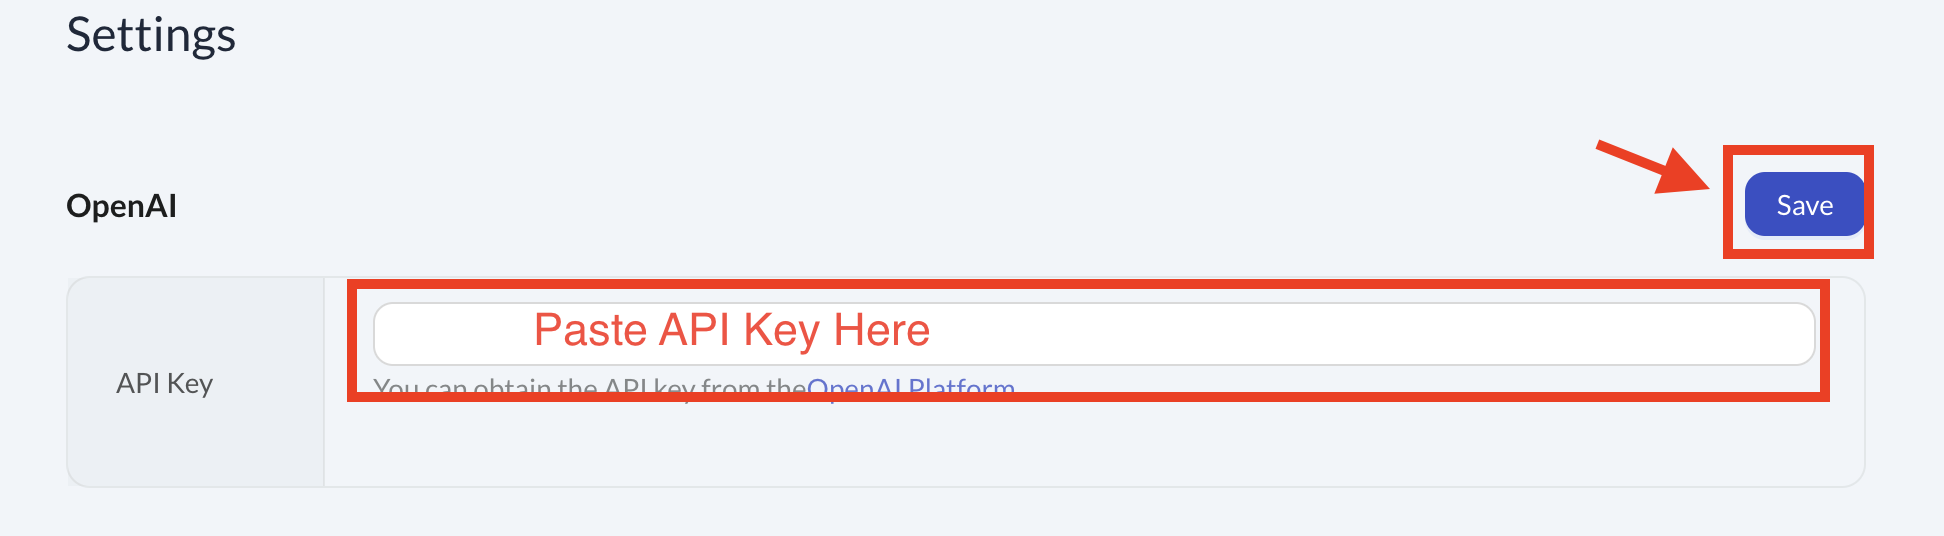 Settings
OpenAI
Save
Paste API Key Here
API Key
You can obtain the API key from theOpenAI Platform